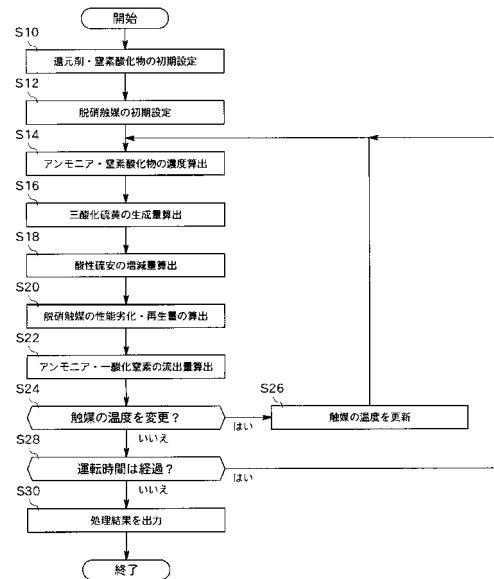 開始
S10
還元剤・窒素酸化物の初期設定
S12
脱硝触媒の初期設定
S14
アンモニア・窒素酸化物の濃度算出
S16
三酸化硫黄の生成量算出
S18
酸性硫安の増減量算出
S20
脱硝触媒の性能劣化・再生量の算出
S22
アンモニア・一酸化窒素の流出量算出
S24
触媒の温度を変更?
はい
S26
触媒の温度を更新
いいえ
S28
運転時間は経過?
はい
いいえ
S30
処理結果を出力
終了